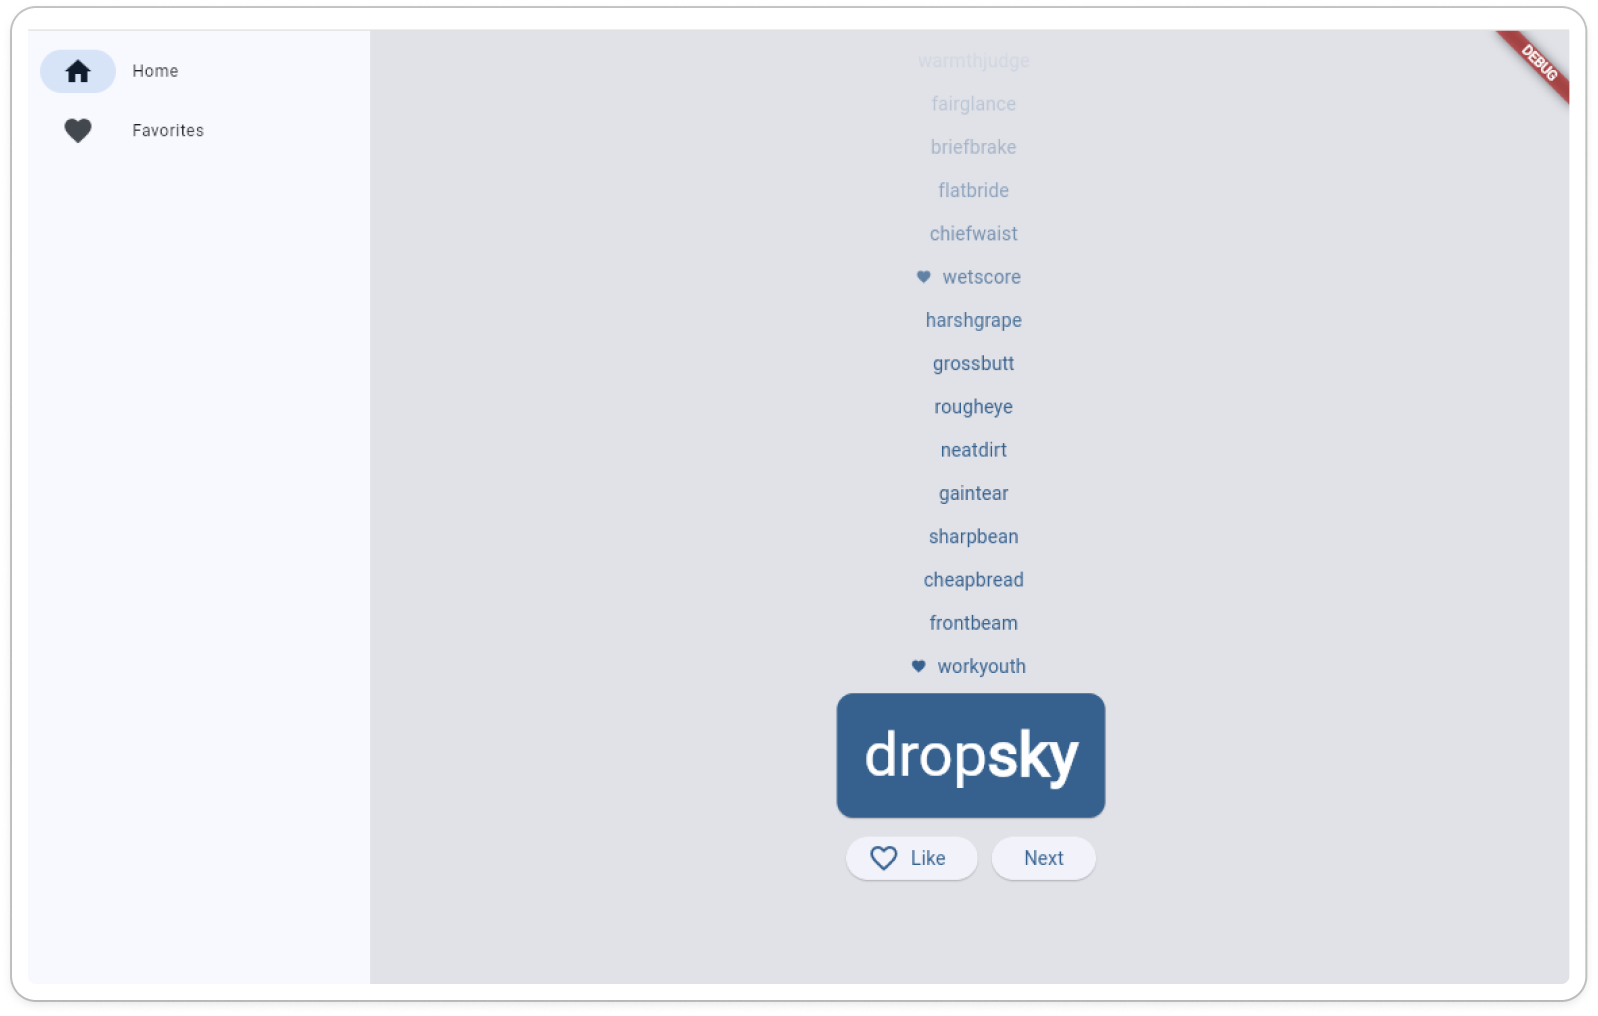 Home
Favorites
warmthjudge
fairglance
briefbrake
flatbride
chiefwaist
wetscore
harshgrape
grossbutt
rougheye
neatdirt
gaintear
sharpbean
cheapbread
frontbeam
workyouth
dropsky
Like
Next
DEBUG